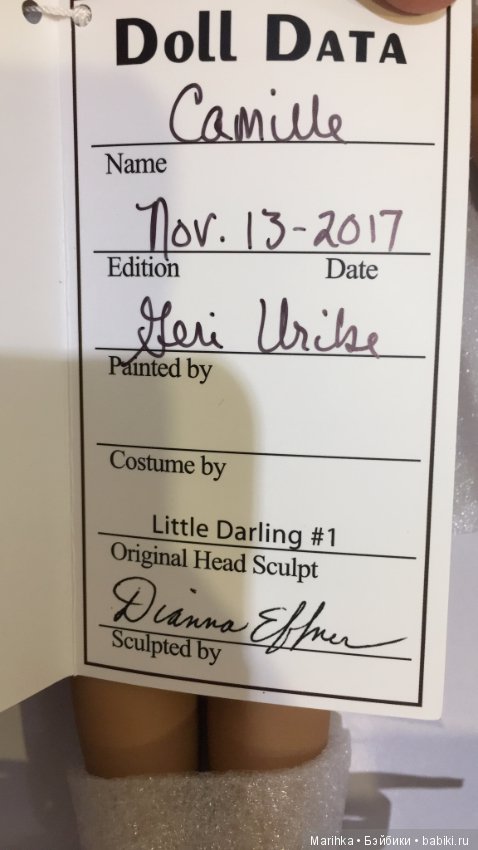 Doll Data
Camille
Name
Nov. 13-2017
Edition Date
Geri Uribe
Painted by
Costume by
Little Darling #1
Original Head Sculpt
Dianna Effner
Sculpted by
Marihka • Бэйбики • babiki.ru